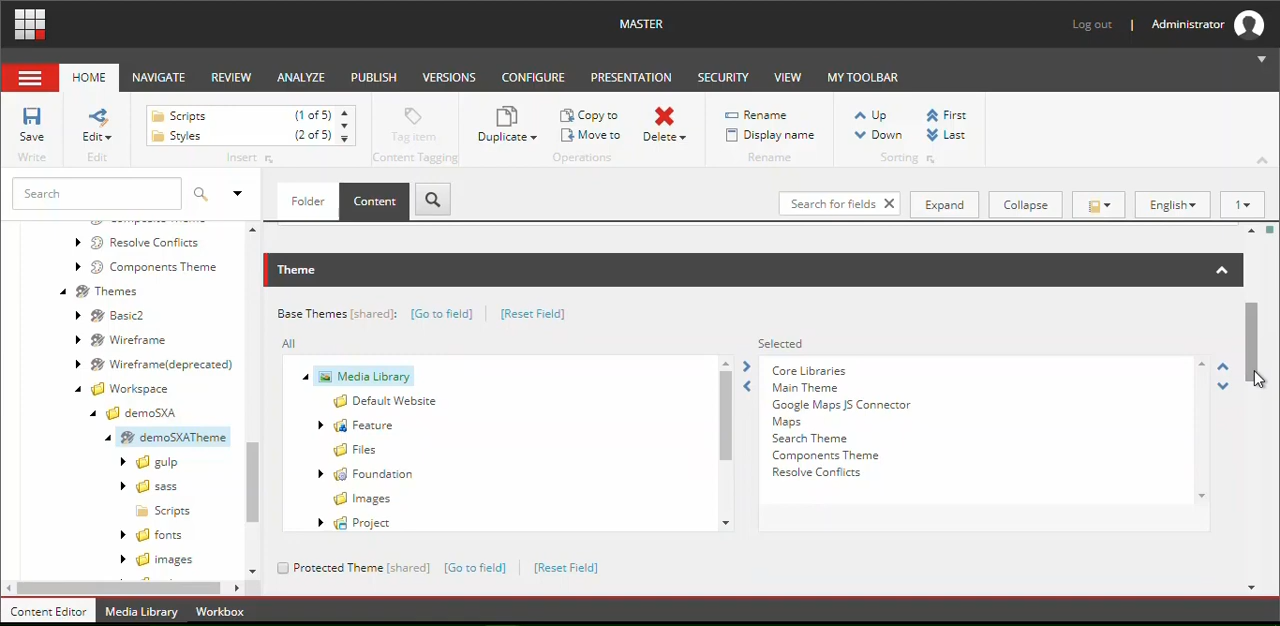 MASTER
Log out | Administrator
HOME NAVIGATE REVIEW ANALYZE PUBLISH VERSIONS CONFIGURE PRESENTATION SECURITY VIEW MY TOOLBAR
Save
Write
Edit
Edit
Scripts (1 of 5)
Styles (2 of 5)
Insert
Tag item
Content Tagging
Duplicate
Copy to
Move to
Delete
Operations
Rename
Display name
Rename
Up First
Down Last
Sorting
Search
Folder Content
Search for fields Expand Collapse English 1
Resolve Conflicts
Components Theme
Themes
Basic2
Wireframe
Wireframe(deprecated)
Workspace
demoSXA
demoSXATheme
gulp
sass
Scripts
fonts
images
Theme
Base Themes [shared]: [Go to field] [Reset Field]
All
Media Library
Default Website
Feature
Files
Foundation
Images
Project
Selected
Core Libraries
Main Theme
Google Maps JS Connector
Maps
Search Theme
Components Theme
Resolve Conflicts
Protected Theme [shared] [Go to field] [Reset Field]
Content Editor Media Library Workbox